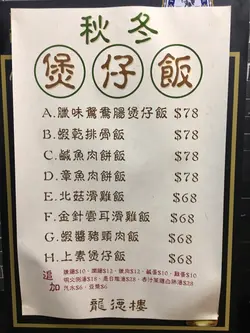 秋冬
煲仔飯
A.臘味鴛鴦腸煲仔飯 $78
B.蝦乾排骨飯 $78
C.鹹魚肉餅飯 $78
D.章魚肉餅飯 $78
E.北菇滑雞飯 $68
F.金針雲耳滑雞飯 $68
G.蝦醬豬頸肉飯 $68
H.上素煲仔飯 $68
追加
龍德樓